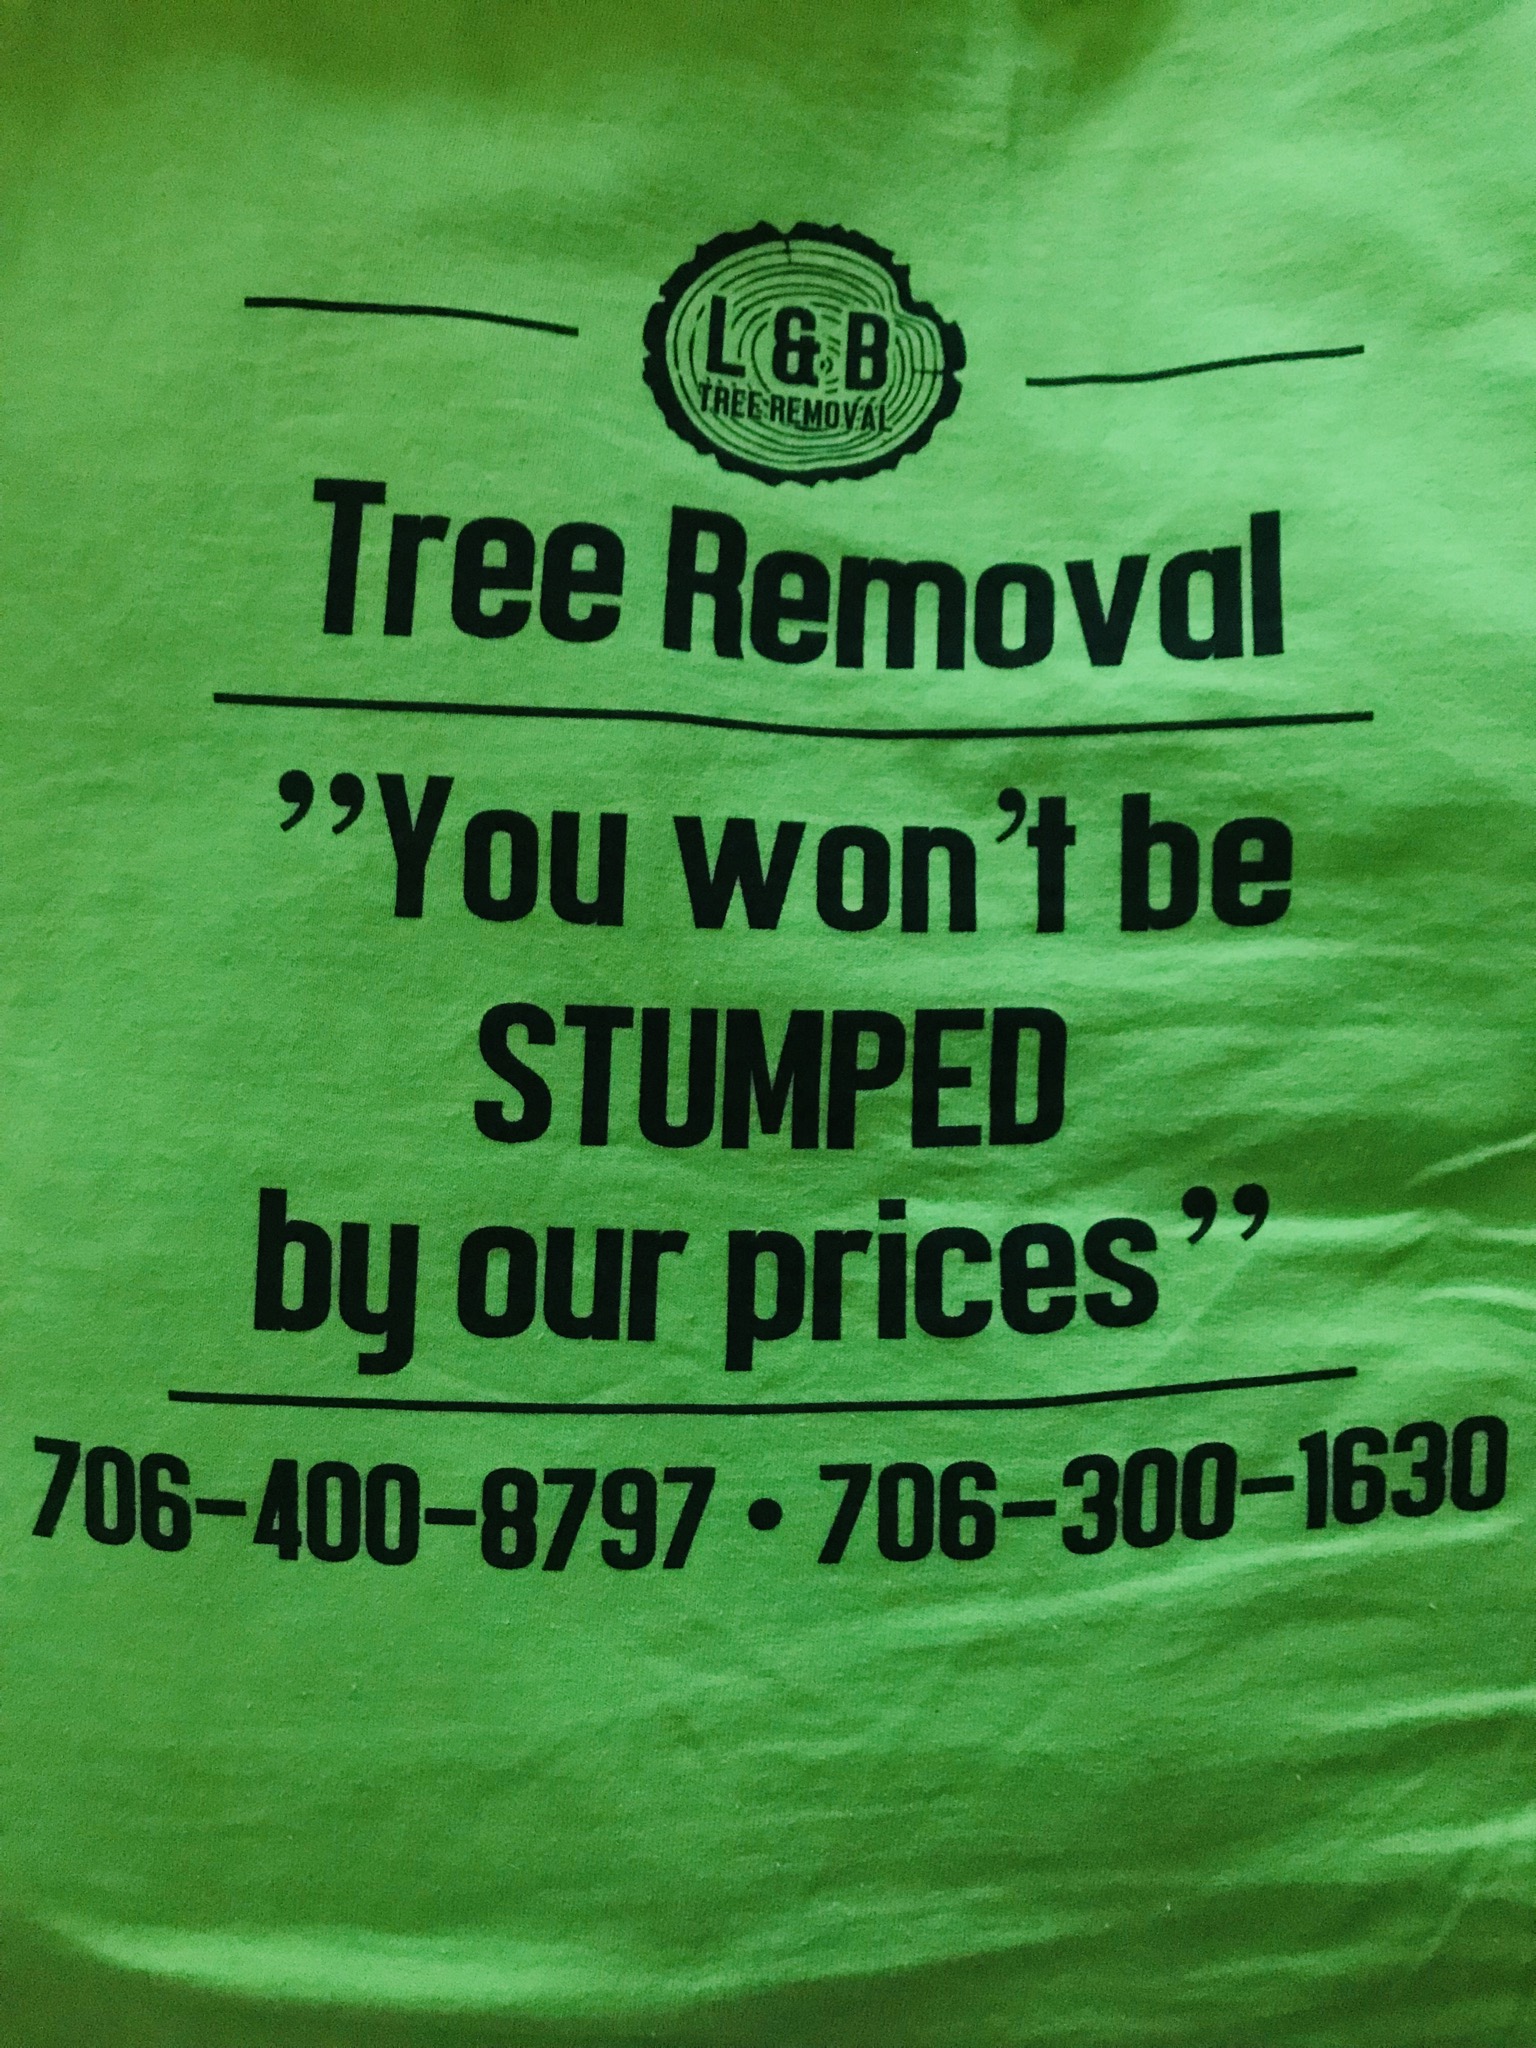 L & B
TREE REMOVAL
Tree Removal
”You won’t be
STUMPED
by our prices”
706-400-8797 • 706-300-1630